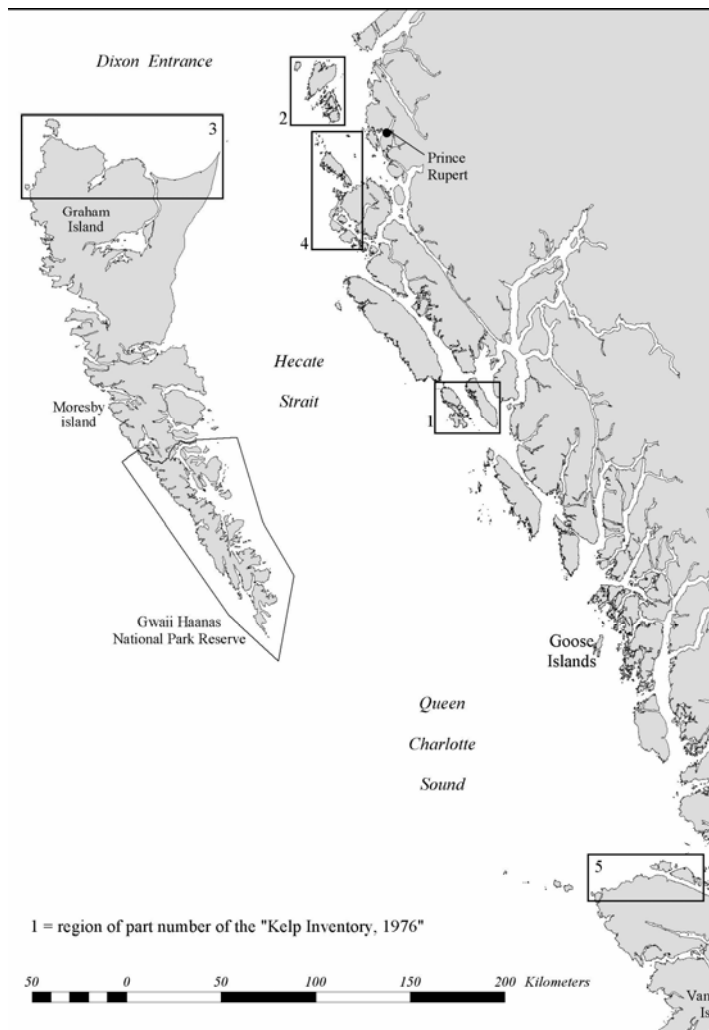 Dixon Entrance
2
3
Prince
Rupert
4
Graham
Island
Hecate
Strait
Moresby
island
1
Gwaii Haanas
National Park Reserve
Goose
Islands
Queen
Charlotte
Sound
5
1 = region of part number of the "Kelp Inventory, 1976"
50 0 50 100 150 200 Kilometers
Van
Is